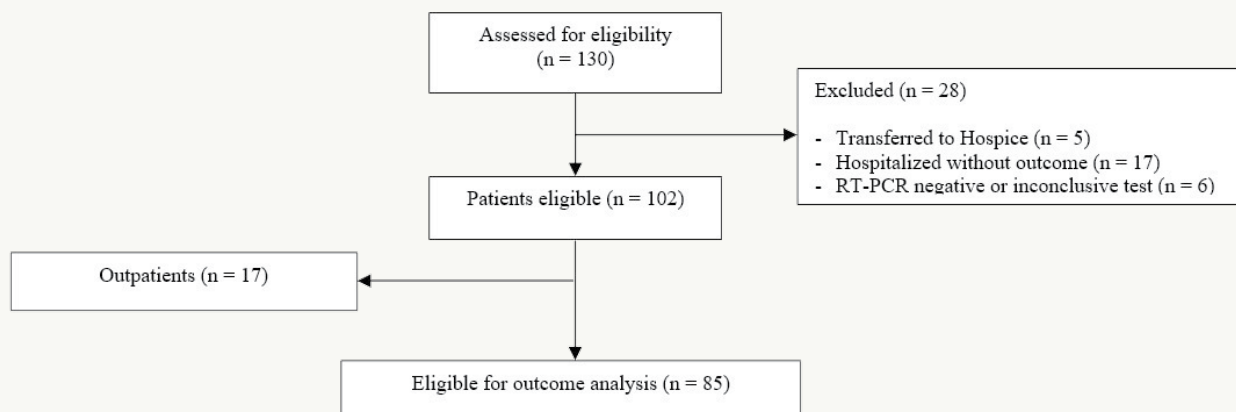 Assessed for eligibility
(n = 130)
Excluded (n = 28)
- Transferred to Hospice (n = 5)
- Hospitalized without outcome (n = 17)
- RT-PCR negative or inconclusive test (n = 6)
Patients eligible (n = 102)
Outpatients (n = 17)
Eligible for outcome analysis (n = 85)